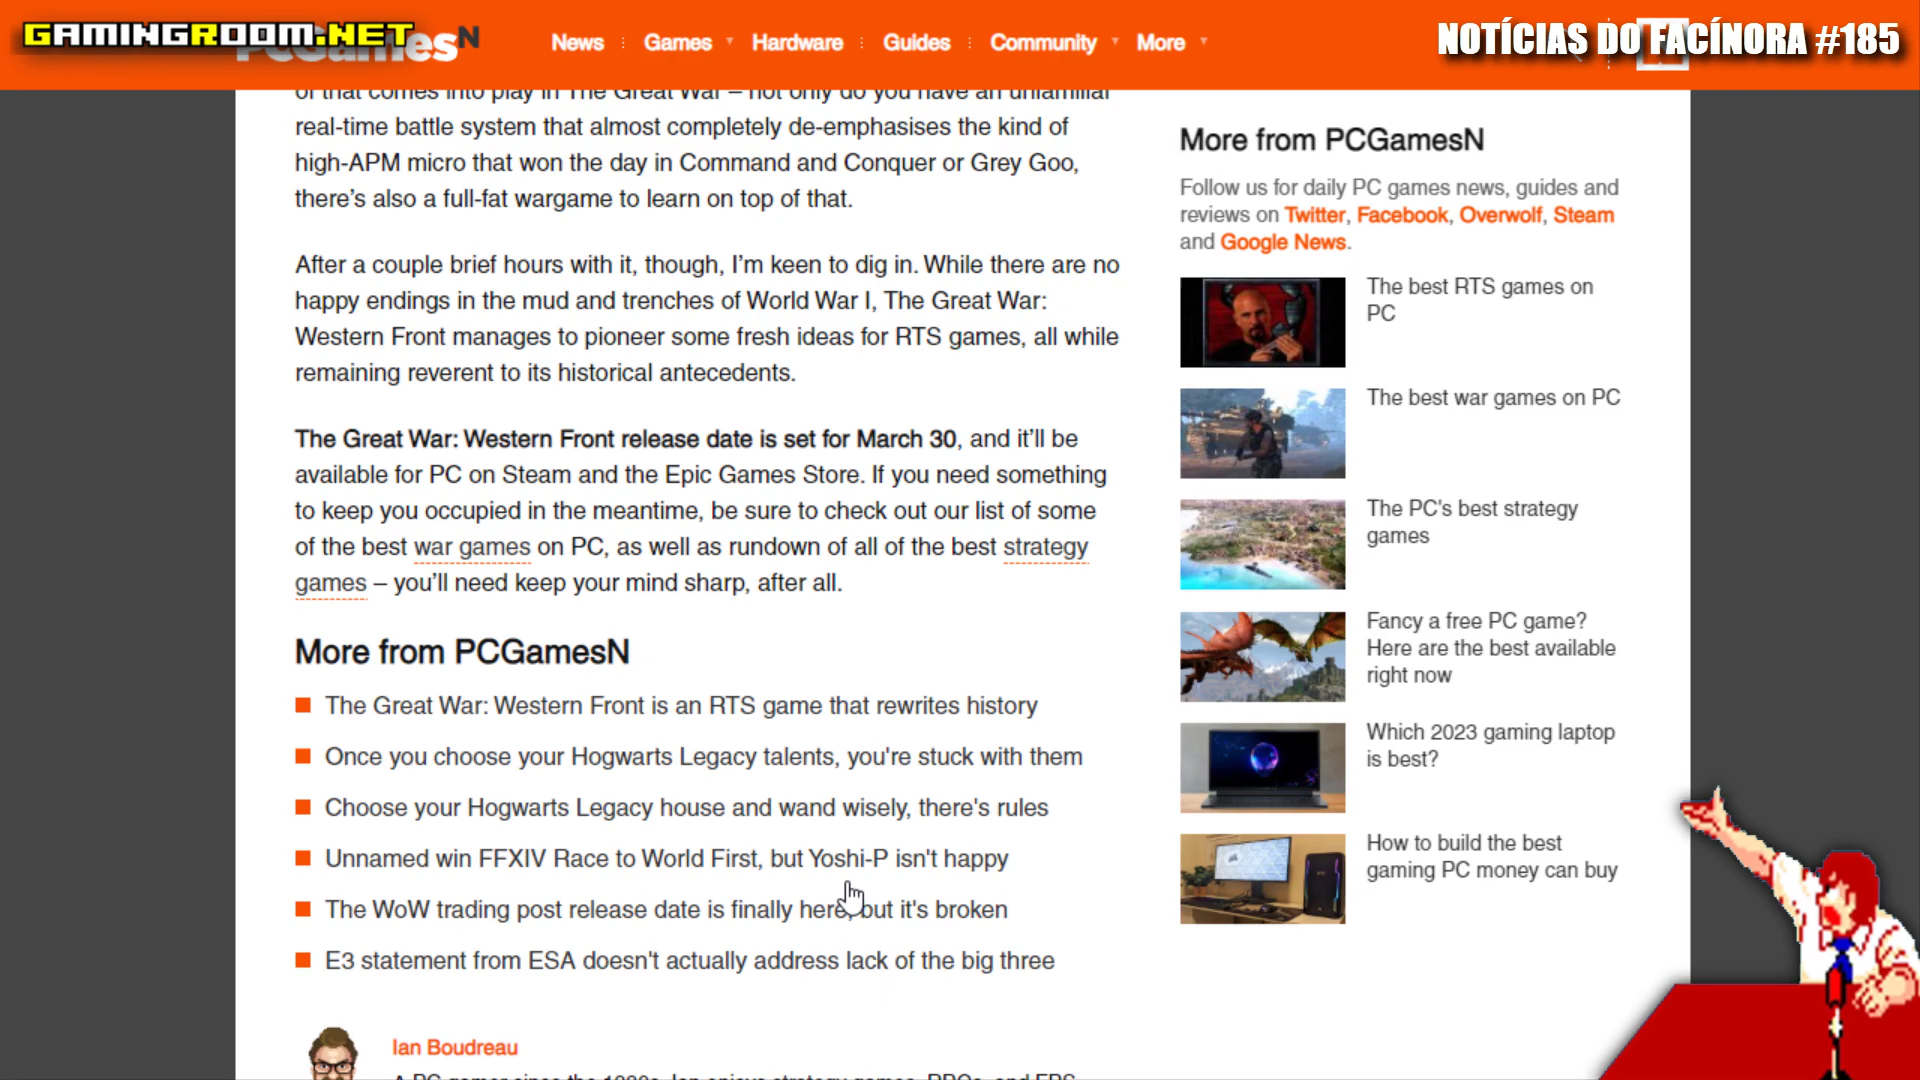 GAMINGROOM.NET
PCGamesN
News
Games
Hardware
Guides
Community
More
NOTÍCIAS DO FACÍNORA #185
of that comes into play in The Great War – not only do you have an unfamiliar
real-time battle system that almost completely de-emphasises the kind of
high-APM micro that won the day in Command and Conquer or Grey Goo,
there's also a full-fat wargame to learn on top of that.
After a couple brief hours with it, though, I'm keen to dig in. While there are no
happy endings in the mud and trenches of World War I, The Great War:
Western Front manages to pioneer some fresh ideas for RTS games, all while
remaining reverent to its historical antecedents.
The Great War: Western Front release date is set for March 30, and it'll be
available for PC on Steam and the Epic Games Store. If you need something
to keep you occupied in the meantime, be sure to check out our list of some
of the best war games on PC, as well as rundown of all of the best strategy
games – you'll need keep your mind sharp, after all.
More from PCGamesN
The Great War: Western Front is an RTS game that rewrites history
Once you choose your Hogwarts Legacy talents, you're stuck with them
Choose your Hogwarts Legacy house and wand wisely, there's rules
Unnamed win FFXIV Race to World First, but Yoshi-P isn't happy
The WoW trading post release date is finally here, but it's broken
E3 statement from ESA doesn't actually address lack of the big three
Ian Boudreau
A PC gamer since the 1980s, Ian enjoys strategy games, RPGs, and FPS
More from PCGamesN
Follow us for daily PC games news, guides and
reviews on Twitter, Facebook, Overwolf, Steam
and Google News.
The best RTS games on
PC
The best war games on PC
The PC's best strategy
games
Fancy a free PC game?
Here are the best available
right now
Which 2023 gaming laptop
is best?
How to build the best
gaming PC money can buy